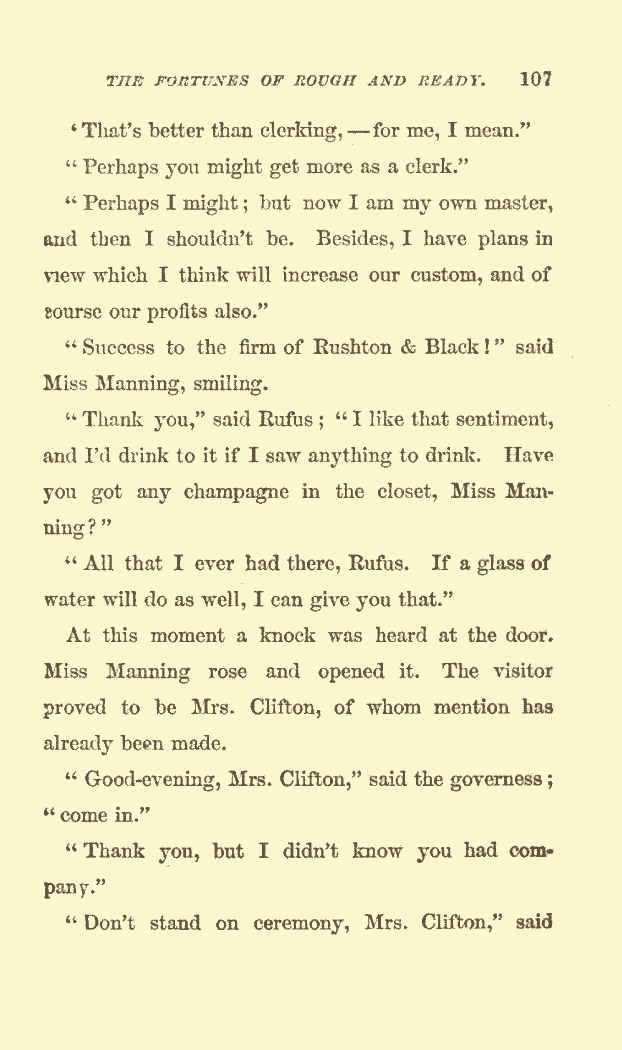 THE FORTUNES OF ROUGH AND READY. 107
‘ That’s better than clerking, — for me, I mean.”
“ Perhaps you might get more as a clerk.”
“ Perhaps I might ; but now I am my own master,
and then I shouldn’t be. Besides, I have plans in
view which I think will increase our custom, and of
course our profits also.”
“ Success to the firm of Rushton & Black ! ” said
Miss Manning, smiling.
“ Thank you,” said Rufus ; “ I like that sentiment,
and I’d drink to it if I saw anything to drink. Have
you got any champagne in the closet, Miss Man-
ning ? ”
“ All that I ever had there, Rufus. If a glass of
water will do as well, I can give you that.”
At this moment a knock was heard at the door.
Miss Manning rose and opened it. The visitor
proved to be Mrs. Clifton, of whom mention has
already been made.
“ Good-evening, Mrs. Clifton,” said the governess ;
“ come in.”
“ Thank you, but I didn’t know you had com-
pany.”
“ Don’t stand on ceremony, Mrs. Clifton,” said